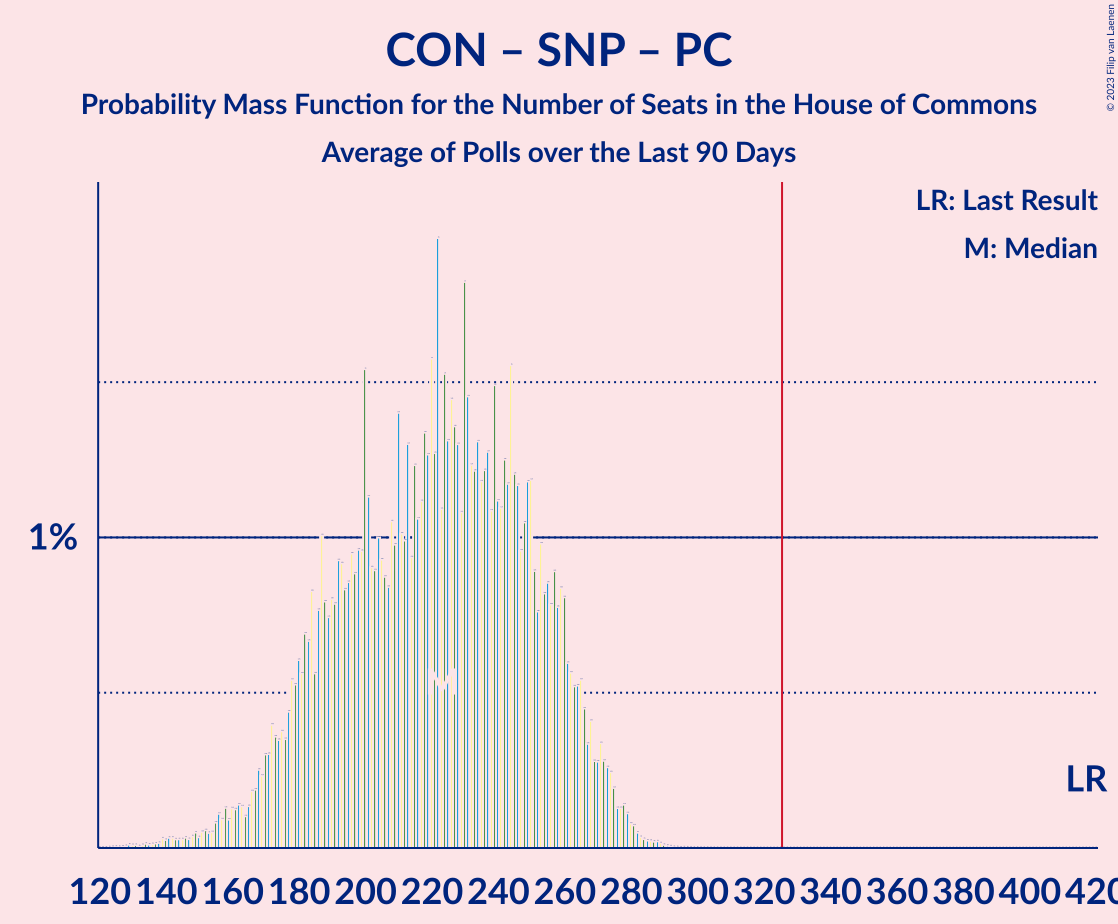 CON – SNP – PC
Probability Mass Function for the Number of Seats in the House of Commons
Average of Polls over the Last 90 Days
© 2023 Filip van Laenen
LR: Last Result
M: Median
1%
M
LR
120 140 160 180 200 220 240 260 280 300 320 340 360 380 400 420